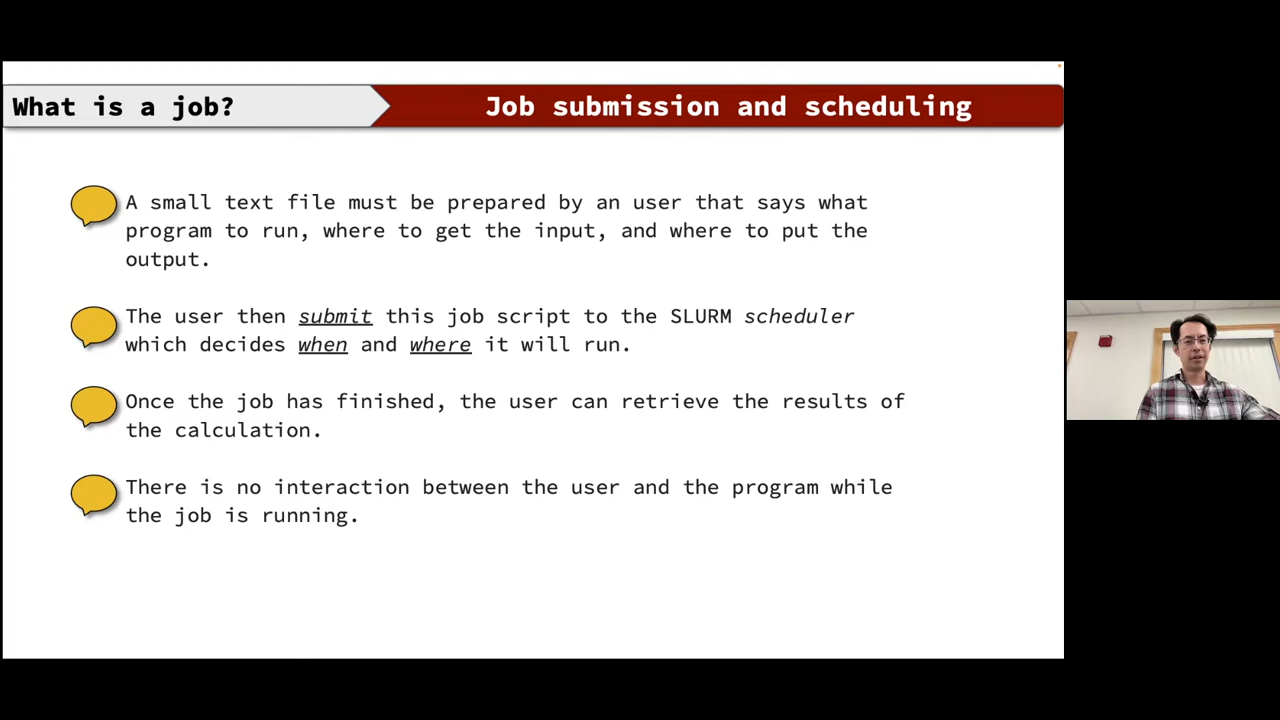 What is a job?
Job submission and scheduling
A small text file must be prepared by an user that says what
program to run, where to get the input, and where to put the
output.
The user then submit this job script to the SLURM scheduler
which decides when and where it will run.
Once the job has finished, the user can retrieve the results of
the calculation.
There is no interaction between the user and the program while
the job is running.